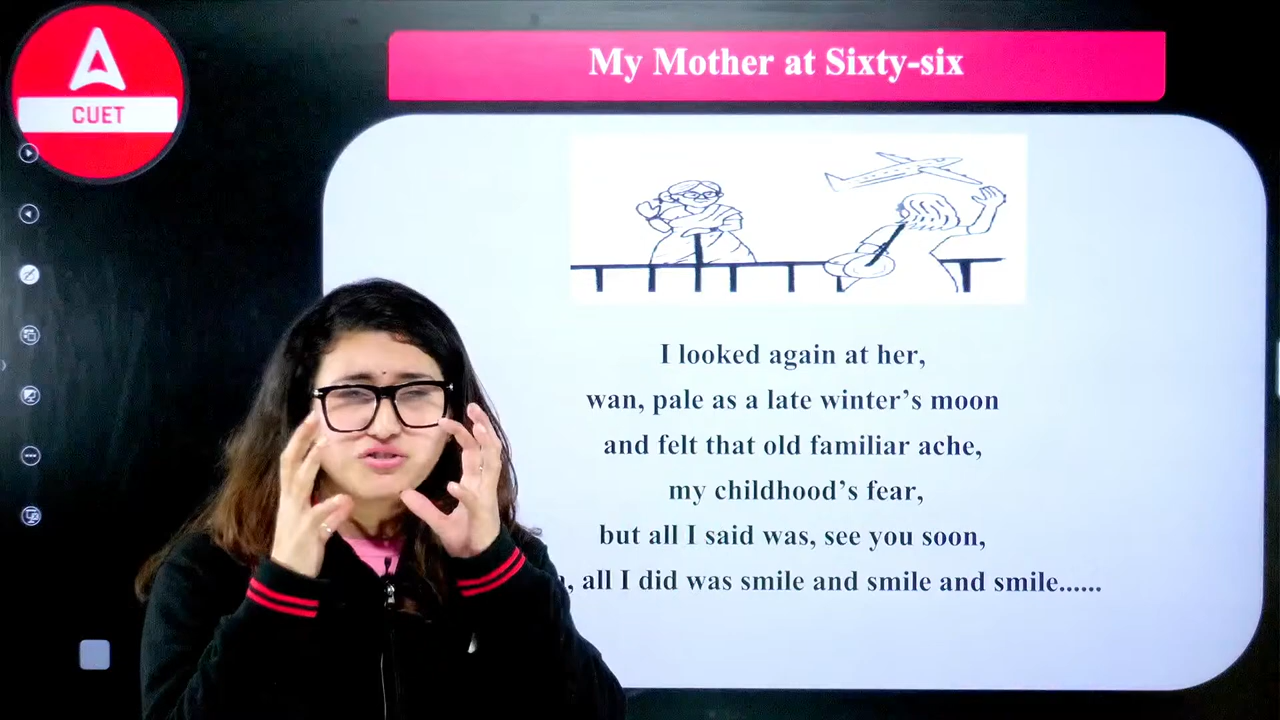 CUET
My Mother at Sixty-six
I looked again at her,
wan, pale as a late winter’s moon
and felt that old familiar ache,
my childhood’s fear,
but all I said was, see you soon,
all I did was smile and smile and smile......